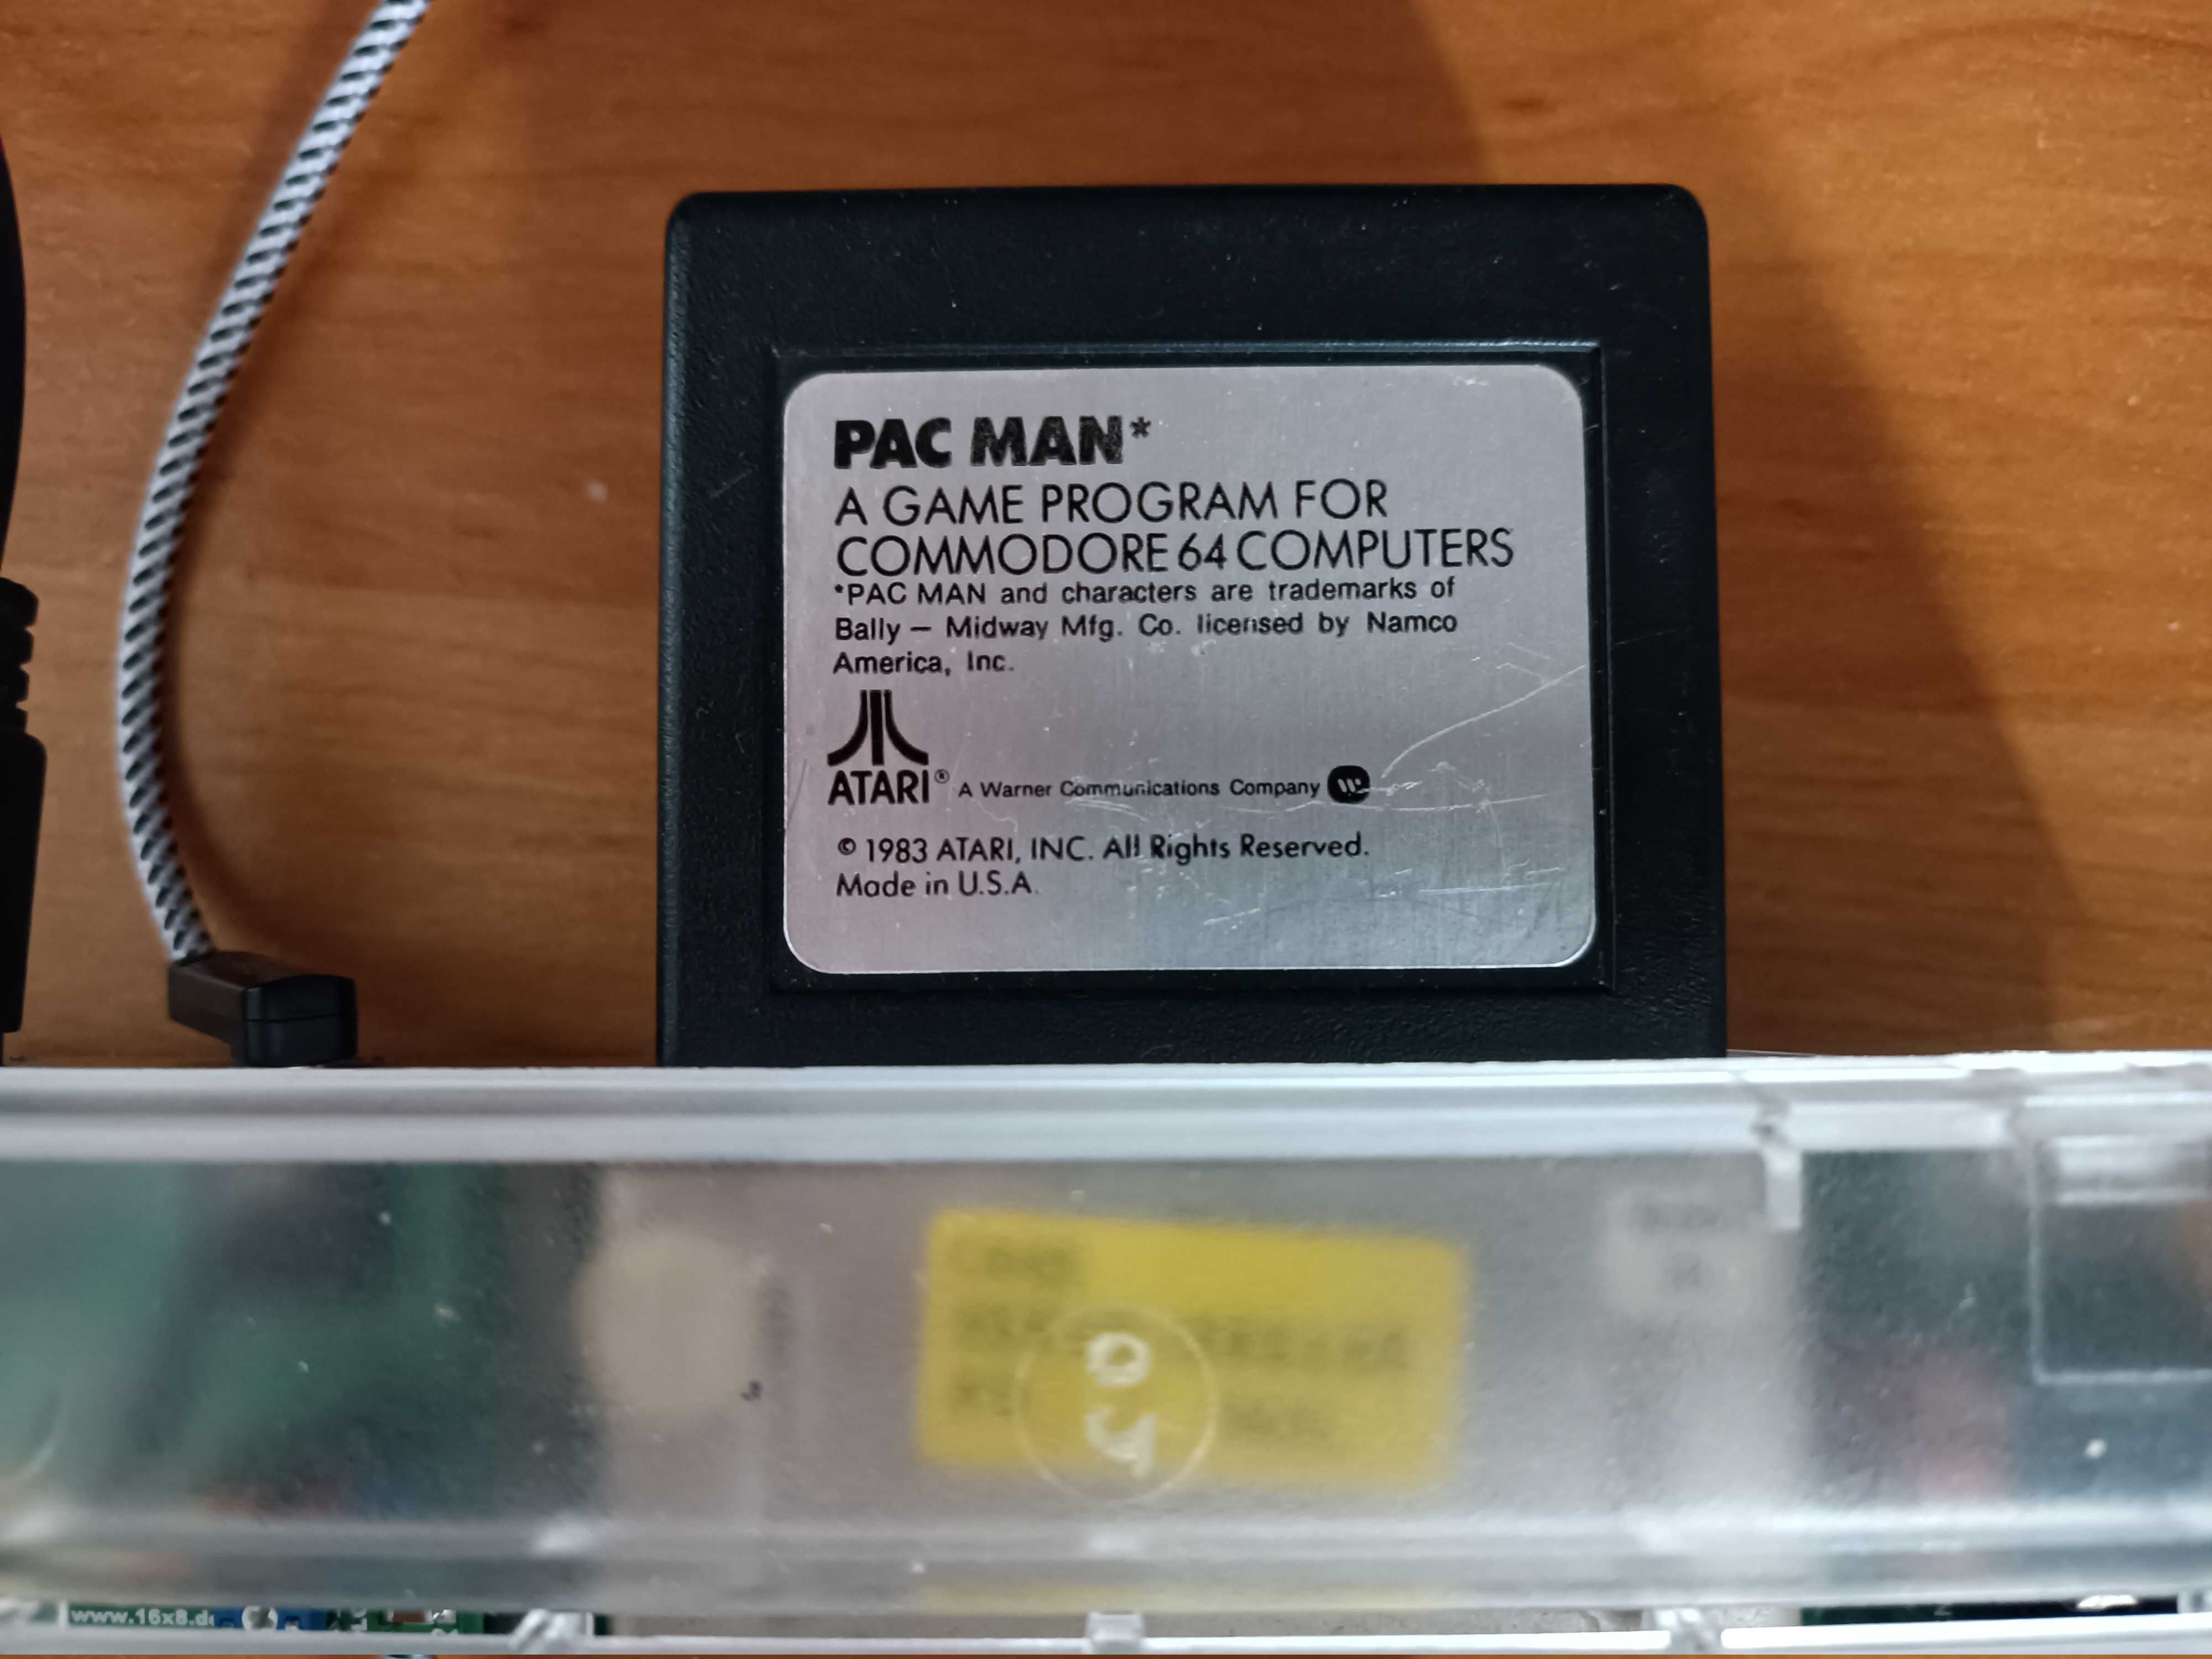 PAC MAN*
A GAME PROGRAM FOR
COMMODORE 64 COMPUTERS
*PAC MAN and characters are trademarks of
Bally — Midway Mfg. Co. licensed by Namco
America, Inc.
ATARI® A Warner Communications Company
© 1983 ATARI, INC. All Rights Reserved.
Made in U.S.A.
www.16x8.de